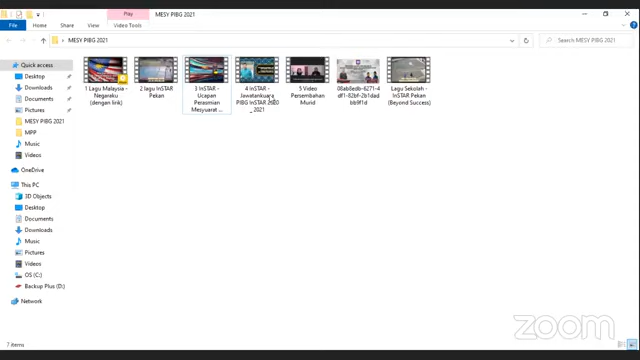 Play
MESY PIBG 2021
File
Home
Share
View
Video Tools
MESY PIBG 2021
Search MESY PIBG 2021
Quick access
Desktop
Downloads
Documents
Pictures
MESY PIBG 2021
MPP
Music
Videos
OneDrive
This PC
3D Objects
Desktop
Documents
Downloads
Music
Pictures
Videos
OS (C:)
Backup Plus (D:)
Network
1 Lagu Malaysia -
Negaraku
(dengan lirik)
2 lagu InSTAR
Pekan
3 InSTAR -
Ucapan
Perasmian
Mesyuarat ...
4 InSTAR -
Jawatankuasa
PIBG InSTAR
_ 2021
5 Video
Persembahan
Murid
Lagu Sekolah -
InSTAR Pekan
(Beyond Success)
7 items
zoom